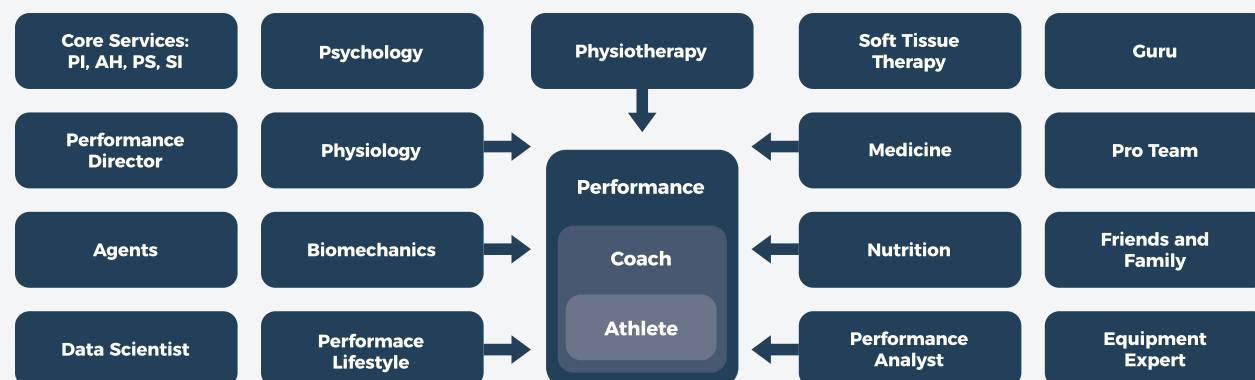 Core Services:
PI, AH, PS, SI
Psychology
Physiotherapy
Soft Tissue
Therapy
Guru
Performance
Director
Physiology
Medicine
Pro Team
Performance
Agents
Biomechanics
Coach
Nutrition
Friends and
Family
Data Scientist
Performace
Lifestyle
Athlete
Performance
Analyst
Equipment
Expert